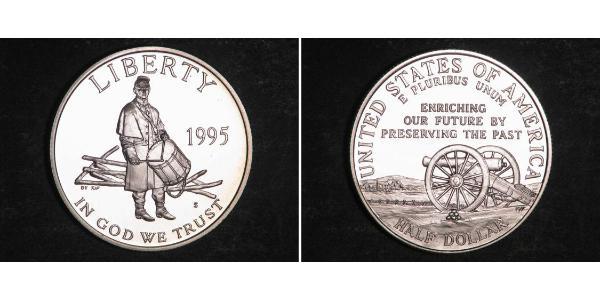 LIBERTY
1995
S
IN GOD WE TRUST
UNITED STATES OF AMERICA
E PLURIBUS UNUM
ENRICHING
OUR FUTURE BY
PRESERVING THE PAST
HALF DOLLAR